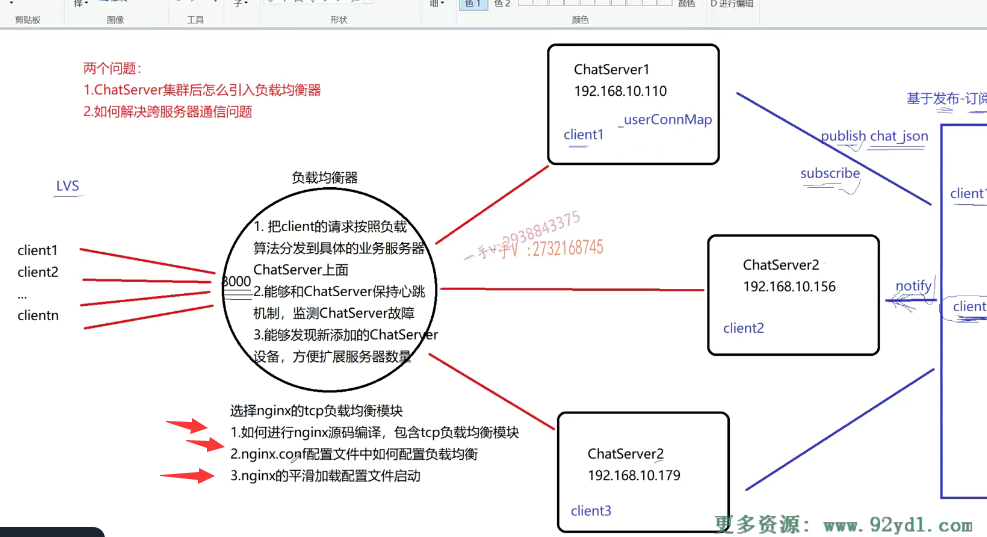 择
细
色 1
色 2
颜色
进行编辑
剪贴板
图像
工具
形状
颜色
两个问题：
1.ChatServer集群后怎么引入负载均衡器
2.如何解决跨服务器通信问题
LVS
client1
client2
...
clientn
负载均衡器
8000
1. 把client的请求按照负载
算法分发到具体的业务服务器
ChatServer上面
2.能够和ChatServer保持心跳
机制，监测ChatServer故障
3.能够发现新添加的ChatServer
设备，方便扩展服务器数量
选择nginx的tcp负载均衡模块
1.如何进行nginx源码编译，包含tcp负载均衡模块
2.nginx.conf配置文件中如何配置负载均衡
3.nginx的平滑加载配置文件启动
ChatServer1
192.168.10.110
_userConnMap
client1
ChatServer2
192.168.10.156
client2
ChatServer2
192.168.10.179
client3
基于发布-订阅
publish chat_json
subscribe
client1
notify
client
一手V:2938843375
一手V :2732168745
更多资源：www.92ydl.com